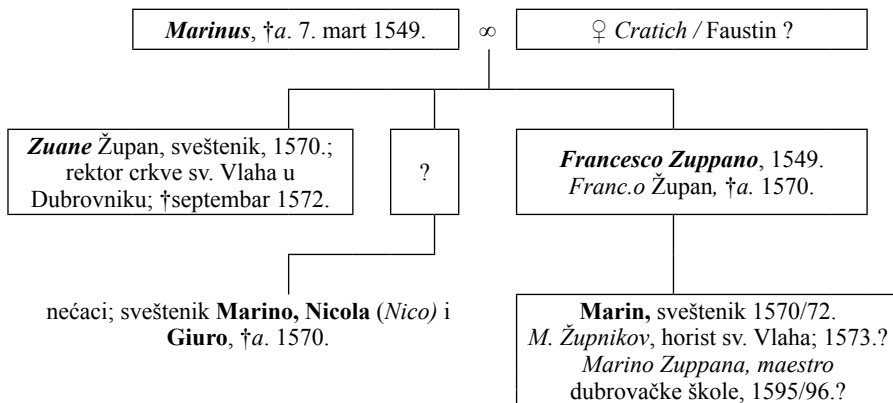 Marinus, †a. 7. mart 1549.
∞
♀ Cratich / Faustin ?
Zuane Župan, sveštenik, 1570.;
rektor crkve sv. Vlaha u
Dubrovniku; †septembar 1572.
?
Francesco Zuppano, 1549.
Franc.o Župan, †a. 1570.
nećaci; sveštenik Marino, Nicola (Nico) i
Giuro, †a. 1570.
Marin, sveštenik 1570/72.
M. Župnikov, horist sv. Vlaha; 1573.?
Marino Zuppana, maestro
dubrovačke škole, 1595/96.?